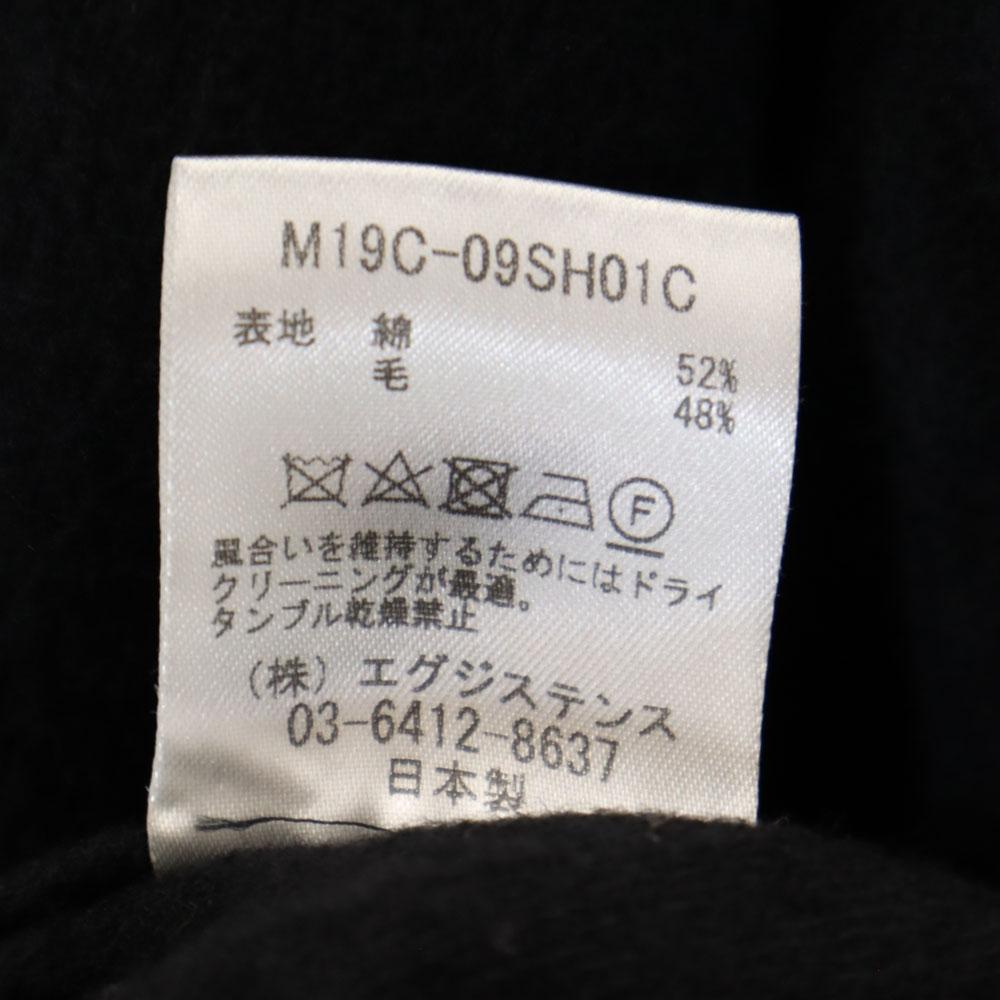 M19C-09SH01C
表地 綿 52%
毛 48%
F
風合いを維持するためにはドライ
クリーニングが最適。
タンブル乾燥禁止
(株) エグジステンス
03-6412-8637
日本製